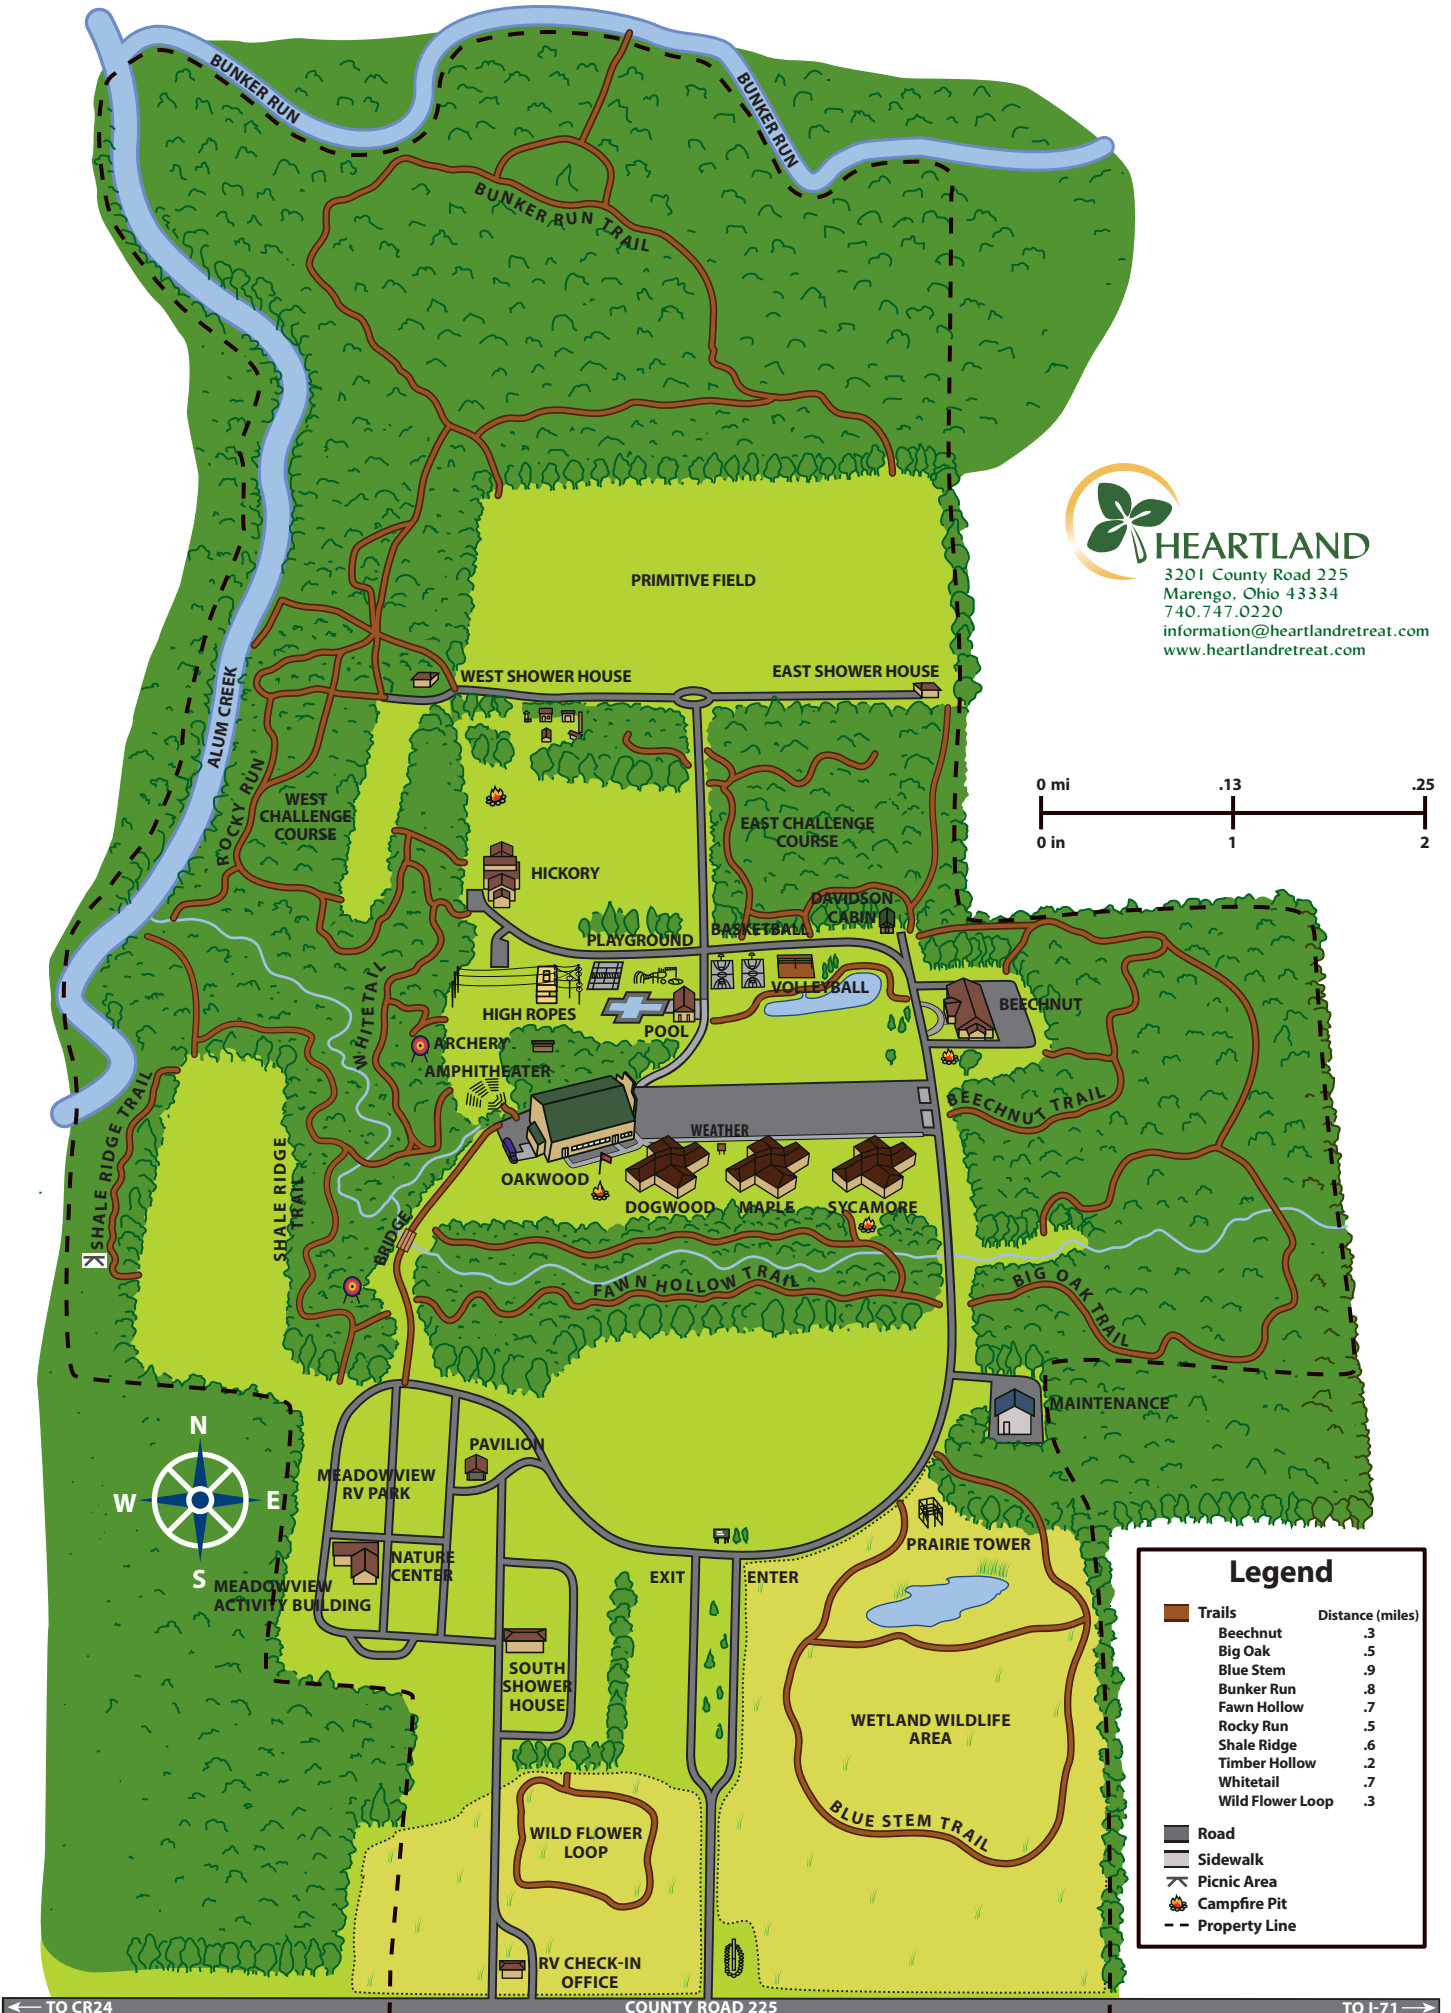 BUNKER RUN
BUNKER RUN
BUNKER RUN TRAIL
HEARTLAND
3201 County Road 225
Marengo, Ohio 43334
740.747.0220
information@heartlandretreat.com
www.heartlandretreat.com
PRIMITIVE FIELD
WEST SHOWER HOUSE
EAST SHOWER HOUSE
ALUM CREEK
ROCKY RUN
WEST
CHALLENGE
COURSE
0 mi .13 .25
0 in 1 2
EAST CHALLENGE
COURSE
HICKORY
DAVIDSON
CABIN
PLAYGROUND
BASKETBALL
VOLLEYBALL
HIGH ROPES
POOL
BEECHNUT
WHITETAIL
ARCHERY
AMPHITHEATER
BEECHNUT TRAIL
SHALE RIDGE TRAIL
SHALE RIDGE
TRAIL
WEATHER
OAKWOOD
DOGWOOD
MAPLE
SYCAMORE
BRIDGE
FAWN HOLLOW TRAIL
BIG OAK TRAIL
MAINTENANCE
N
W
E
S
PAVILION
MEADOWVIEW
RV PARK
NATURE
CENTER
MEADOWVIEW
ACTIVITY BUILDING
EXIT
ENTER
PRAIRIE TOWER
SOUTH
SHOWER
HOUSE
WETLAND WILDLIFE
AREA
BLUE STEM TRAIL
WILD FLOWER
LOOP
RV CHECK-IN
OFFICE
Legend
Trails Distance (miles)
Beechnut .3
Big Oak .5
Blue Stem .9
Bunker Run .8
Fawn Hollow .7
Rocky Run .5
Shale Ridge .6
Timber Hollow .2
Whitetail .7
Wild Flower Loop .3
Road
Sidewalk
Picnic Area
Campfire Pit
Property Line
TO CR24
COUNTY ROAD 225
TO I-71